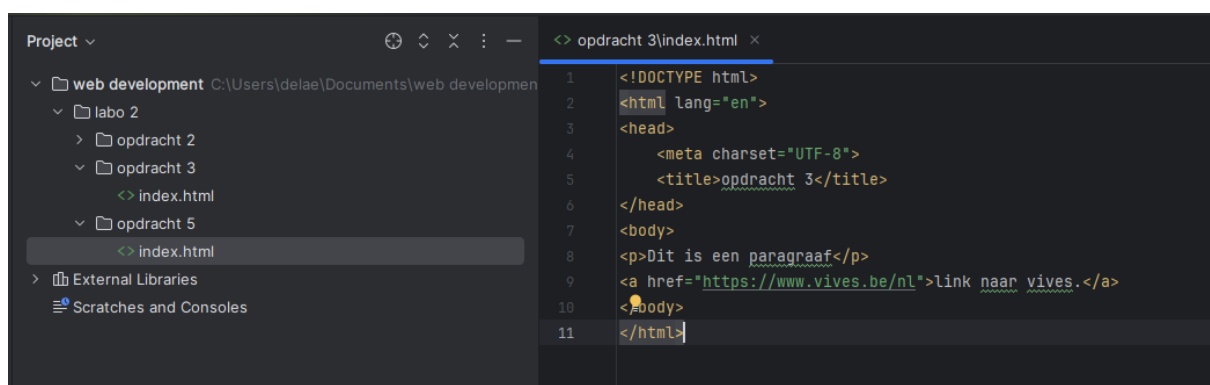 Project
web development C:\Users\delae\Documents\web developmen
labo 2
opdracht 2
opdracht 3
<> index.html
opdracht 5
<> index.html
External Libraries
Scratches and Consoles
<> opdracht 3\index.html ×
1 <!DOCTYPE html>
2 <html lang="en">
3 <head>
4 <meta charset="UTF-8">
5 <title>opdracht 3</title>
6 </head>
7 <body>
8 <p>Dit is een paragraaf</p>
9 <a href="https://www.vives.be/nl">link naar vives.</a>
10 </body>
11 </html>